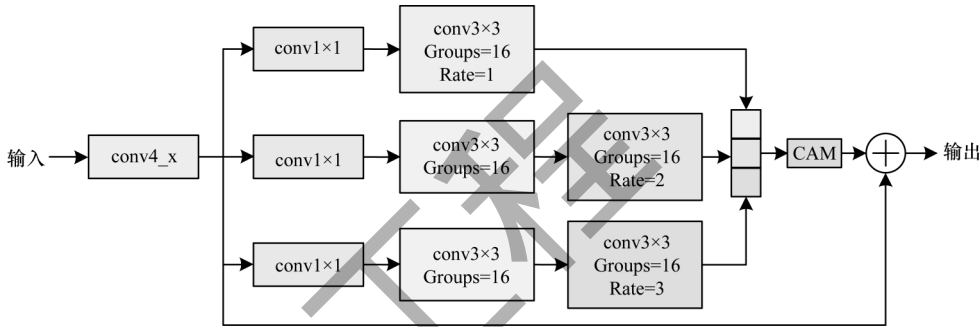 conv1×1
conv3×3
Groups=16
Rate=1
输入
conv4_x
conv1×1
conv3×3
Groups=16
conv3×3
Groups=16
Rate=2
CAM
输出
conv1×1
conv3×3
Groups=16
conv3×3
Groups=16
Rate=3
工程